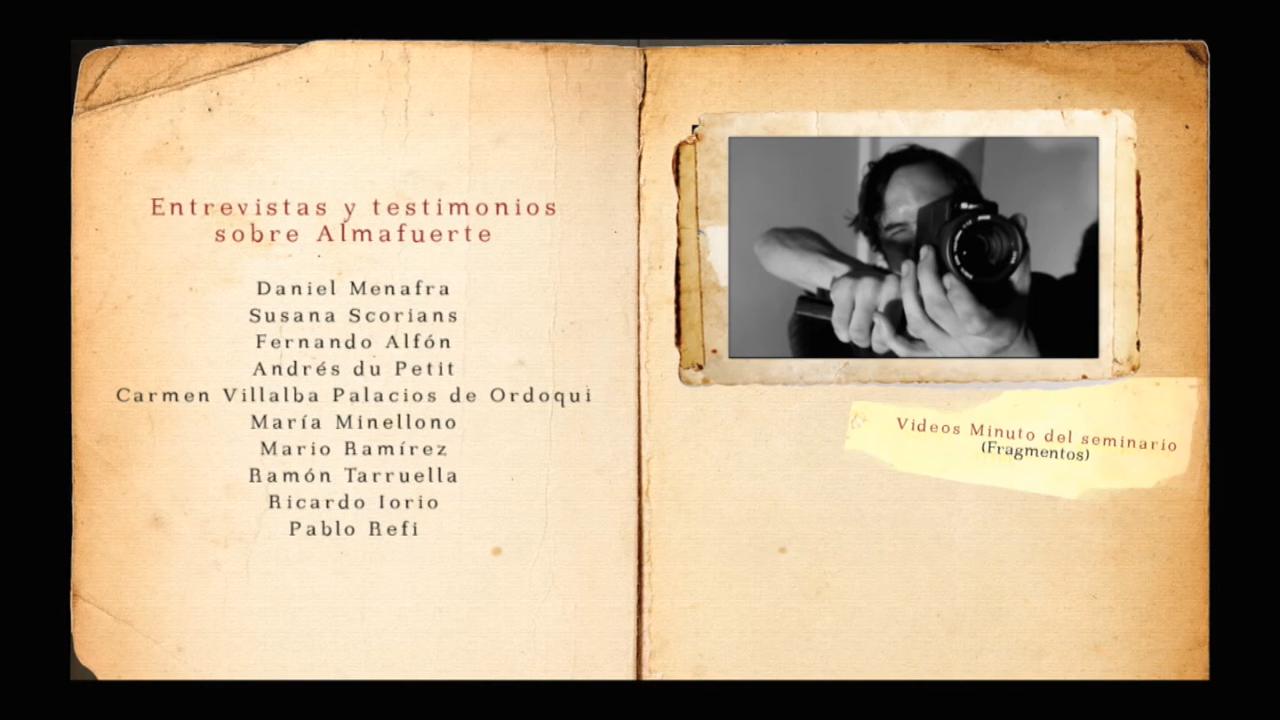 Entrevistas y testimonios
sobre Almafuerte
Daniel Menafra
Susana Scorians
Fernando Alfón
Andrés du Petit
Carmen Villalba Palacios de Ordoqui
María Minellono
Mario Ramírez
Ramón Tarruella
Ricardo Iorio
Pablo Refi
Videos Minuto del seminario
(Fragmentos)